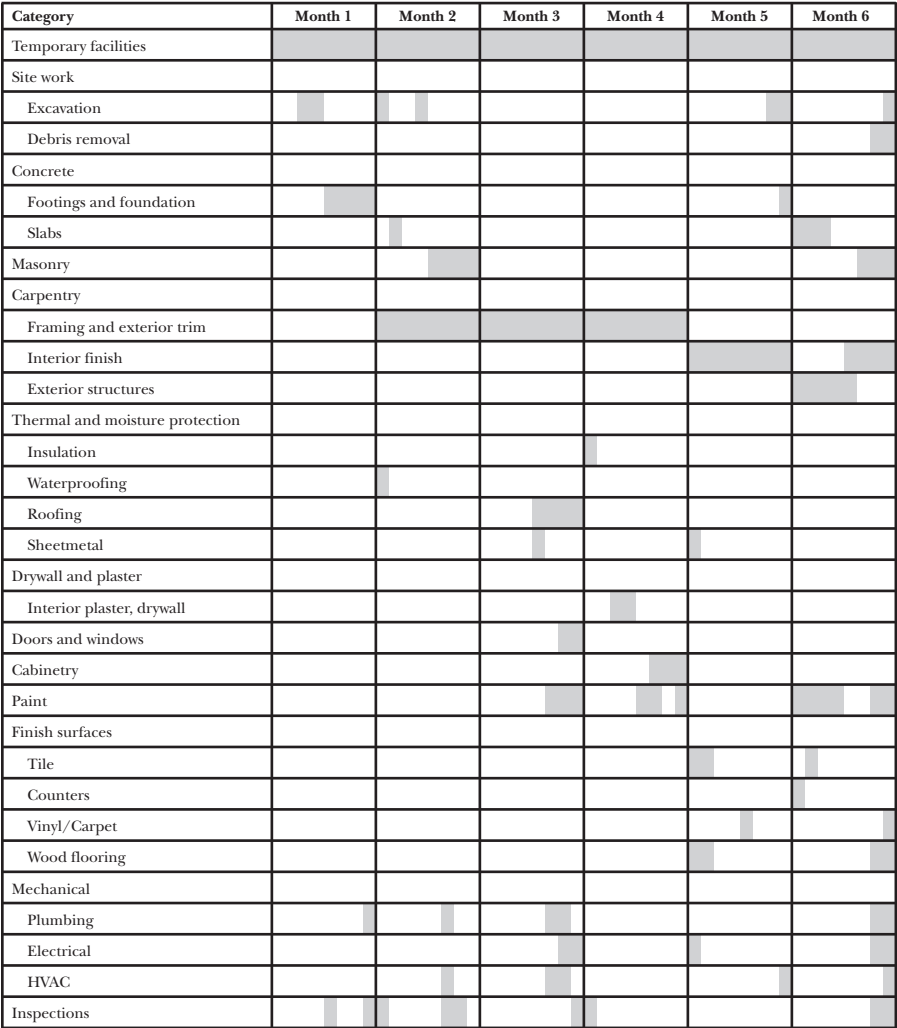 Category Month 1 Month 2 Month 3 Month 4 Month 5 Month 6
Temporary facilities
Site work
Excavation
Debris removal
Concrete
Footings and foundation
Slabs
Masonry
Carpentry
Framing and exterior trim
Interior finish
Exterior structures
Thermal and moisture protection
Insulation
Waterproofing
Roofing
Sheetmetal
Drywall and plaster
Interior plaster, drywall
Doors and windows
Cabinetry
Paint
Finish surfaces
Tile
Counters
Vinyl/Carpet
Wood flooring
Mechanical
Plumbing
Electrical
HVAC
Inspections